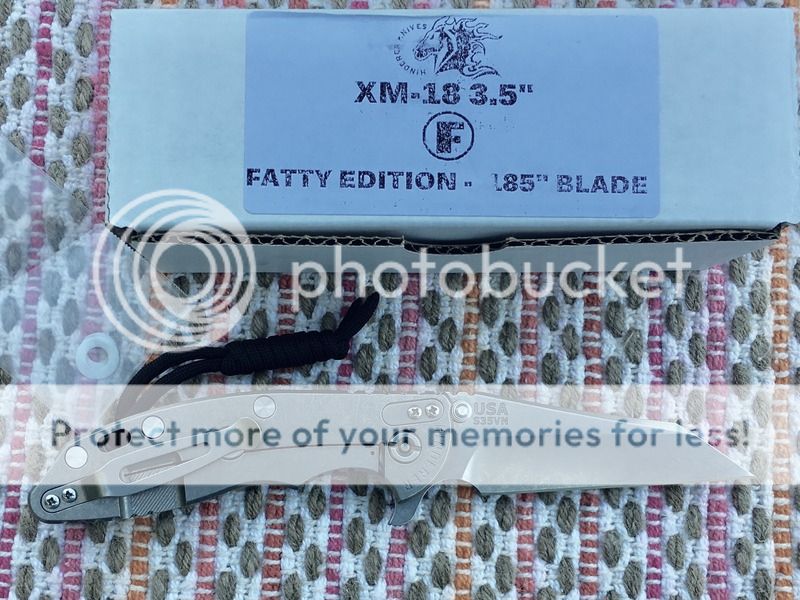 HINDERER KNIVES
XM-18 3.5"
F
FATTY EDITION - .185" BLADE
photobucket
USA
S35VN
Protect more of your memories for less!